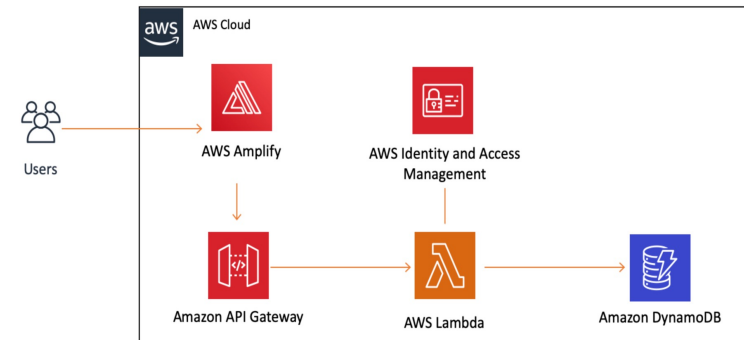 aws
AWS Cloud
Users
AWS Amplify
AWS Identity and Access
Management
</>
Amazon API Gateway
AWS Lambda
Amazon DynamoDB